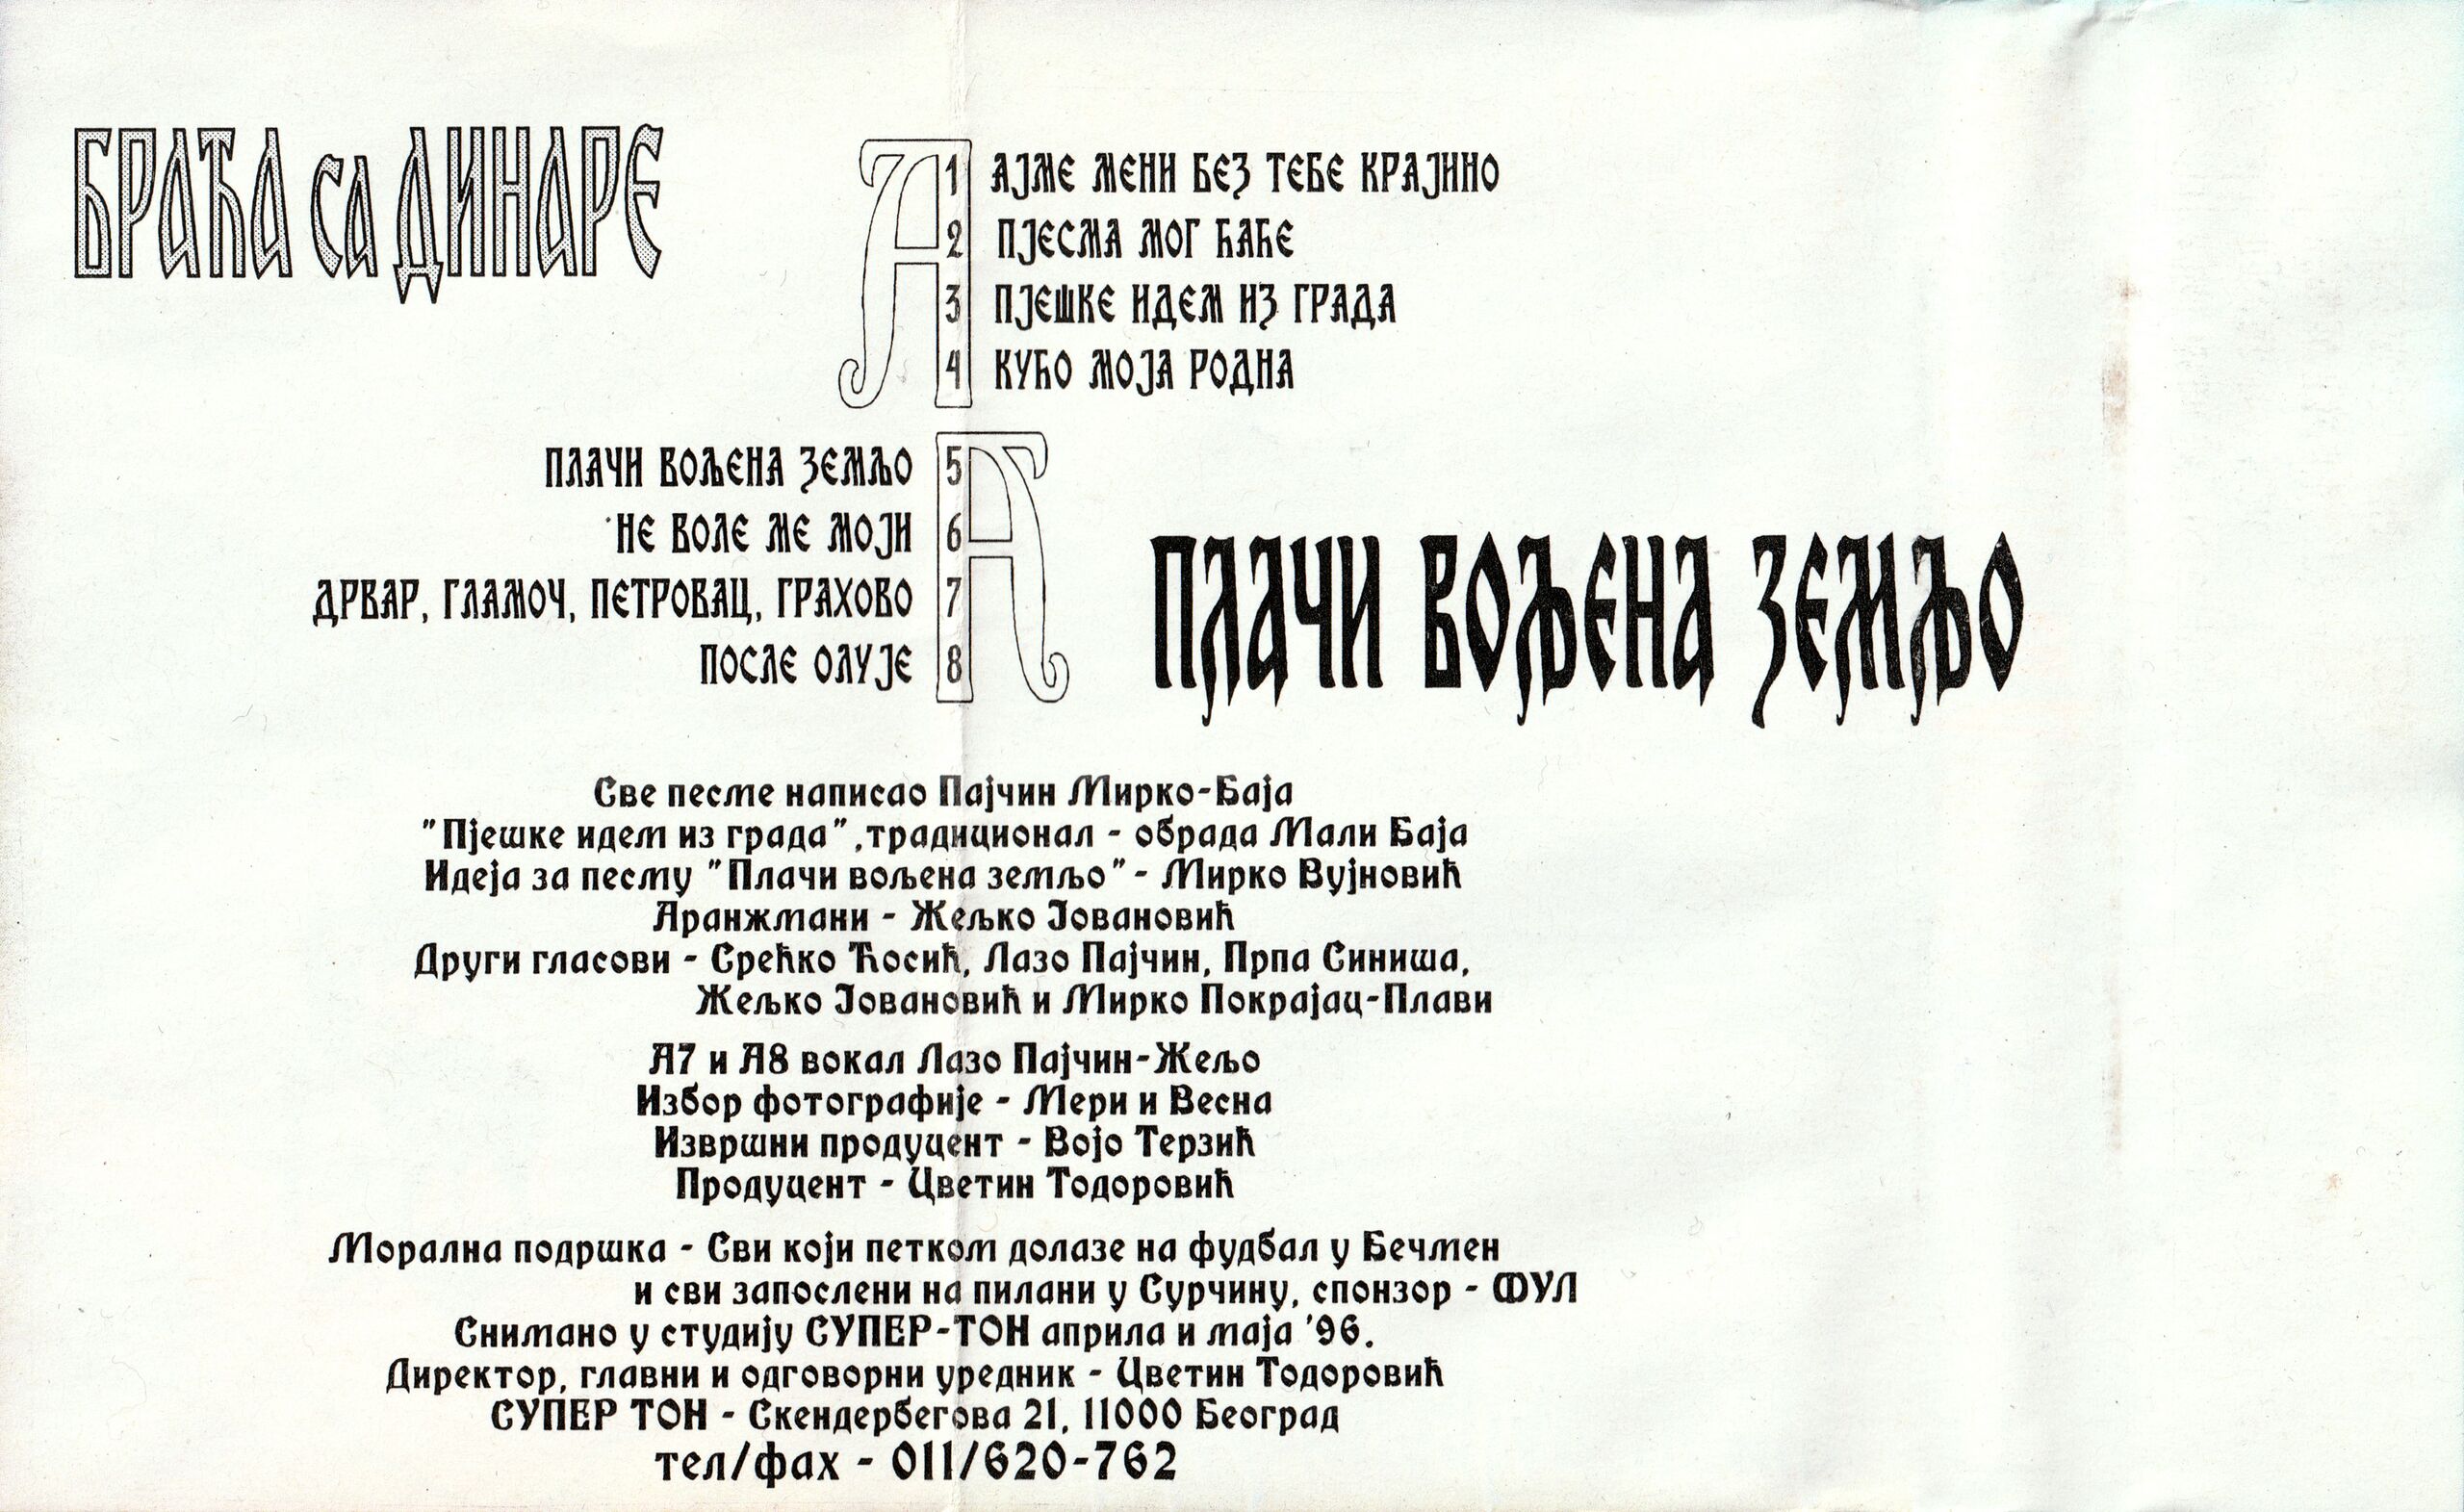 БРАЋА СА ДИНАРЕ
А
1 АЈМЕ МЕНИ БЕЗ ТЕБЕ КРАЈИНО
2 ПЈЕСМА МОГ ЋАЋЕ
3 ПЈЕШКЕ ИДЕМ ИЗ ГРАДА
4 КУЋО МОЈА РОДНА
А
ПЛАЧИ ВОЉЕНА ЗЕМЉО 5
НЕ ВОЛЕ МЕ МОЈИ 6
ДРВАР, ГЛАМОЧ, ПЕТРОВАЦ, ГРАХОВО 7
ПОСЛЕ ОЛУЈЕ 8
ПЛАЧИ ВОЉЕНА ЗЕМЉО
Све песме написао Пајчин Мирко-Баја
"Пјешке идем из града",традиционал - обрада Мали Баја
Идеја за песму "Плачи вољена земљо" - Мирко Вујновић
Аранжмани - Жељко Јовановић
Други гласови - Срећко Ћосић, Лазо Пајчин, Прпа Синиша,
Жељко Јовановић и Мирко Покрајац-Плави
А7 и А8 вокал Лазо Пајчин-Жељо
Избор фотографије - Мери и Весна
Извршни продуцент - Војо Терзић
Продуцент - Цветин Тодоровић
Морална подршка - Сви који петком долазе на фудбал у Бечмен
и сви запослени на пилани у Сурчину, спонзор - ФУЛ
Снимано у студију СУПЕР-ТОН априла и маја '96.
Директор, главни и одговорни уредник - Цветин Тодоровић
СУПЕР ТОН - Скендербегова 21, 11000 Београд
тел/фах - 011/620-762